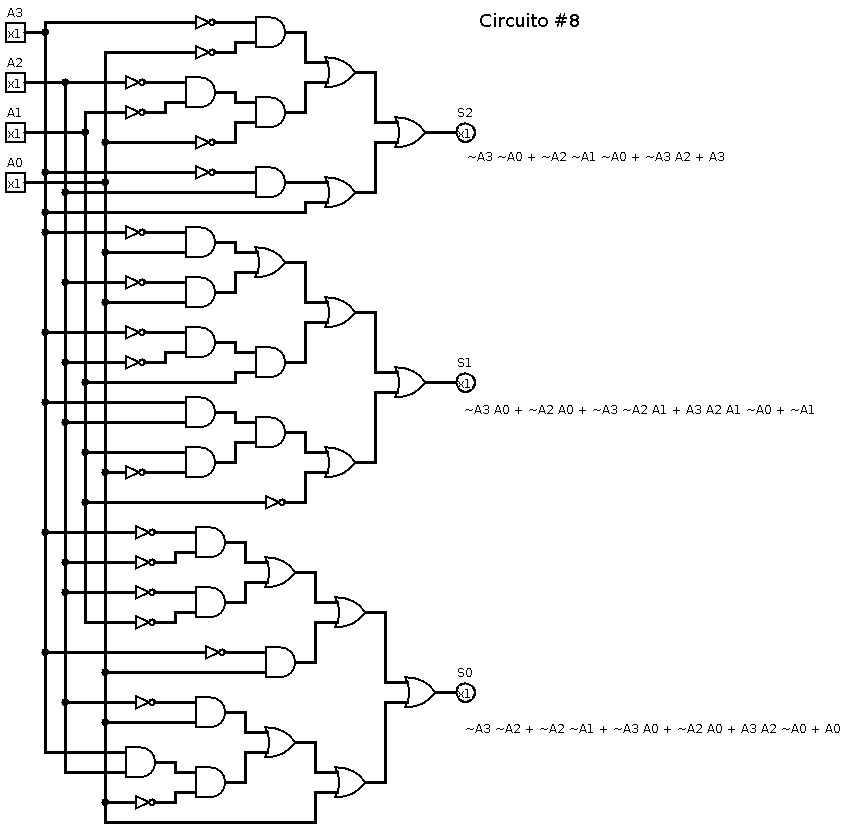 A3
x1
Circuito #8
A2
x1
A1
x1
A0
x1
S2
x1
~A3 ~A0 + ~A2 ~A1 ~A0 + ~A3 A2 + A3
S1
x1
~A3 A0 + ~A2 A0 + ~A3 ~A2 A1 + A3 A2 A1 ~A0 + ~A1
S0
x1
~A3 ~A2 + ~A2 ~A1 + ~A3 A0 + ~A2 A0 + A3 A2 ~A0 + A0